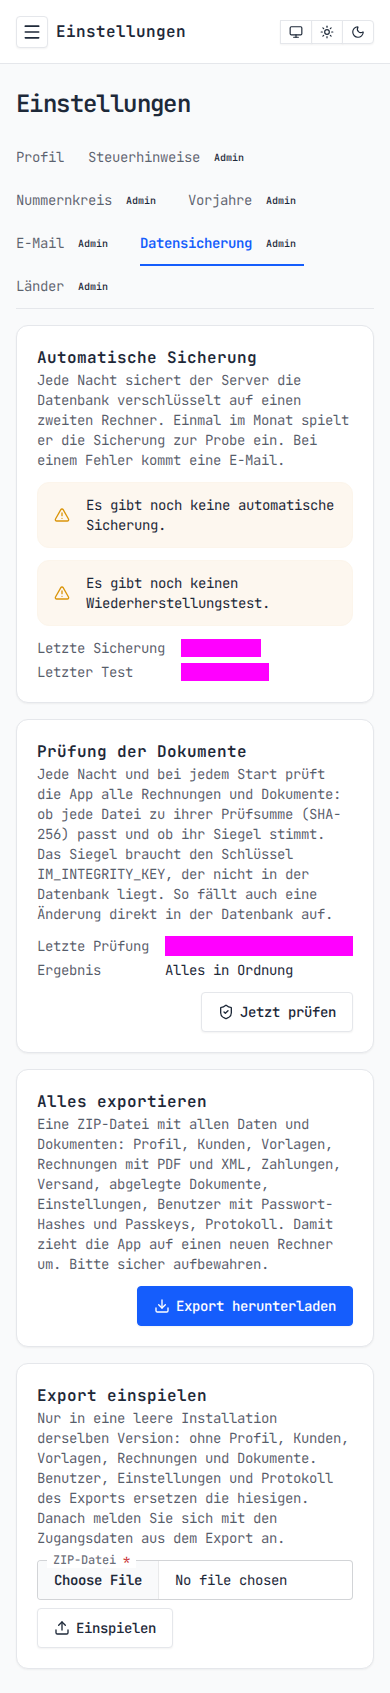 Einstellungen
Einstellungen
Profil Steuerhinweise Admin
Nummernkreis Admin Vorjahre Admin
E-Mail Admin Datensicherung Admin
Länder Admin
Automatische Sicherung
Jede Nacht sichert der Server die
Datenbank verschlüsselt auf einen
zweiten Rechner. Einmal im Monat spielt
er die Sicherung zur Probe ein. Bei
einem Fehler kommt eine E-Mail.
Es gibt noch keine automatische
Sicherung.
Es gibt noch keinen
Wiederherstellungstest.
Letzte Sicherung
Letzter Test
Prüfung der Dokumente
Jede Nacht und bei jedem Start prüft
die App alle Rechnungen und Dokumente:
ob jede Datei zu ihrer Prüfsumme (SHA-
256) passt und ob ihr Siegel stimmt.
Das Siegel braucht den Schlüssel
IM_INTEGRITY_KEY, der nicht in der
Datenbank liegt. So fällt auch eine
Änderung direkt in der Datenbank auf.
Letzte Prüfung
Ergebnis Alles in Ordnung
Jetzt prüfen
Alles exportieren
Eine ZIP-Datei mit allen Daten und
Dokumenten: Profil, Kunden, Vorlagen,
Rechnungen mit PDF und XML, Zahlungen,
Versand, abgelegte Dokumente,
Einstellungen, Benutzer mit Passwort-
Hashes und Passkeys, Protokoll. Damit
zieht die App auf einen neuen Rechner
um. Bitte sicher aufbewahren.
Export herunterladen
Export einspielen
Nur in eine leere Installation
derselben Version: ohne Profil, Kunden,
Vorlagen, Rechnungen und Dokumente.
Benutzer, Einstellungen und Protokoll
des Exports ersetzen die hiesigen.
Danach melden Sie sich mit den
Zugangsdaten aus dem Export an.
ZIP-Datei *
Choose File No file chosen
Einspielen